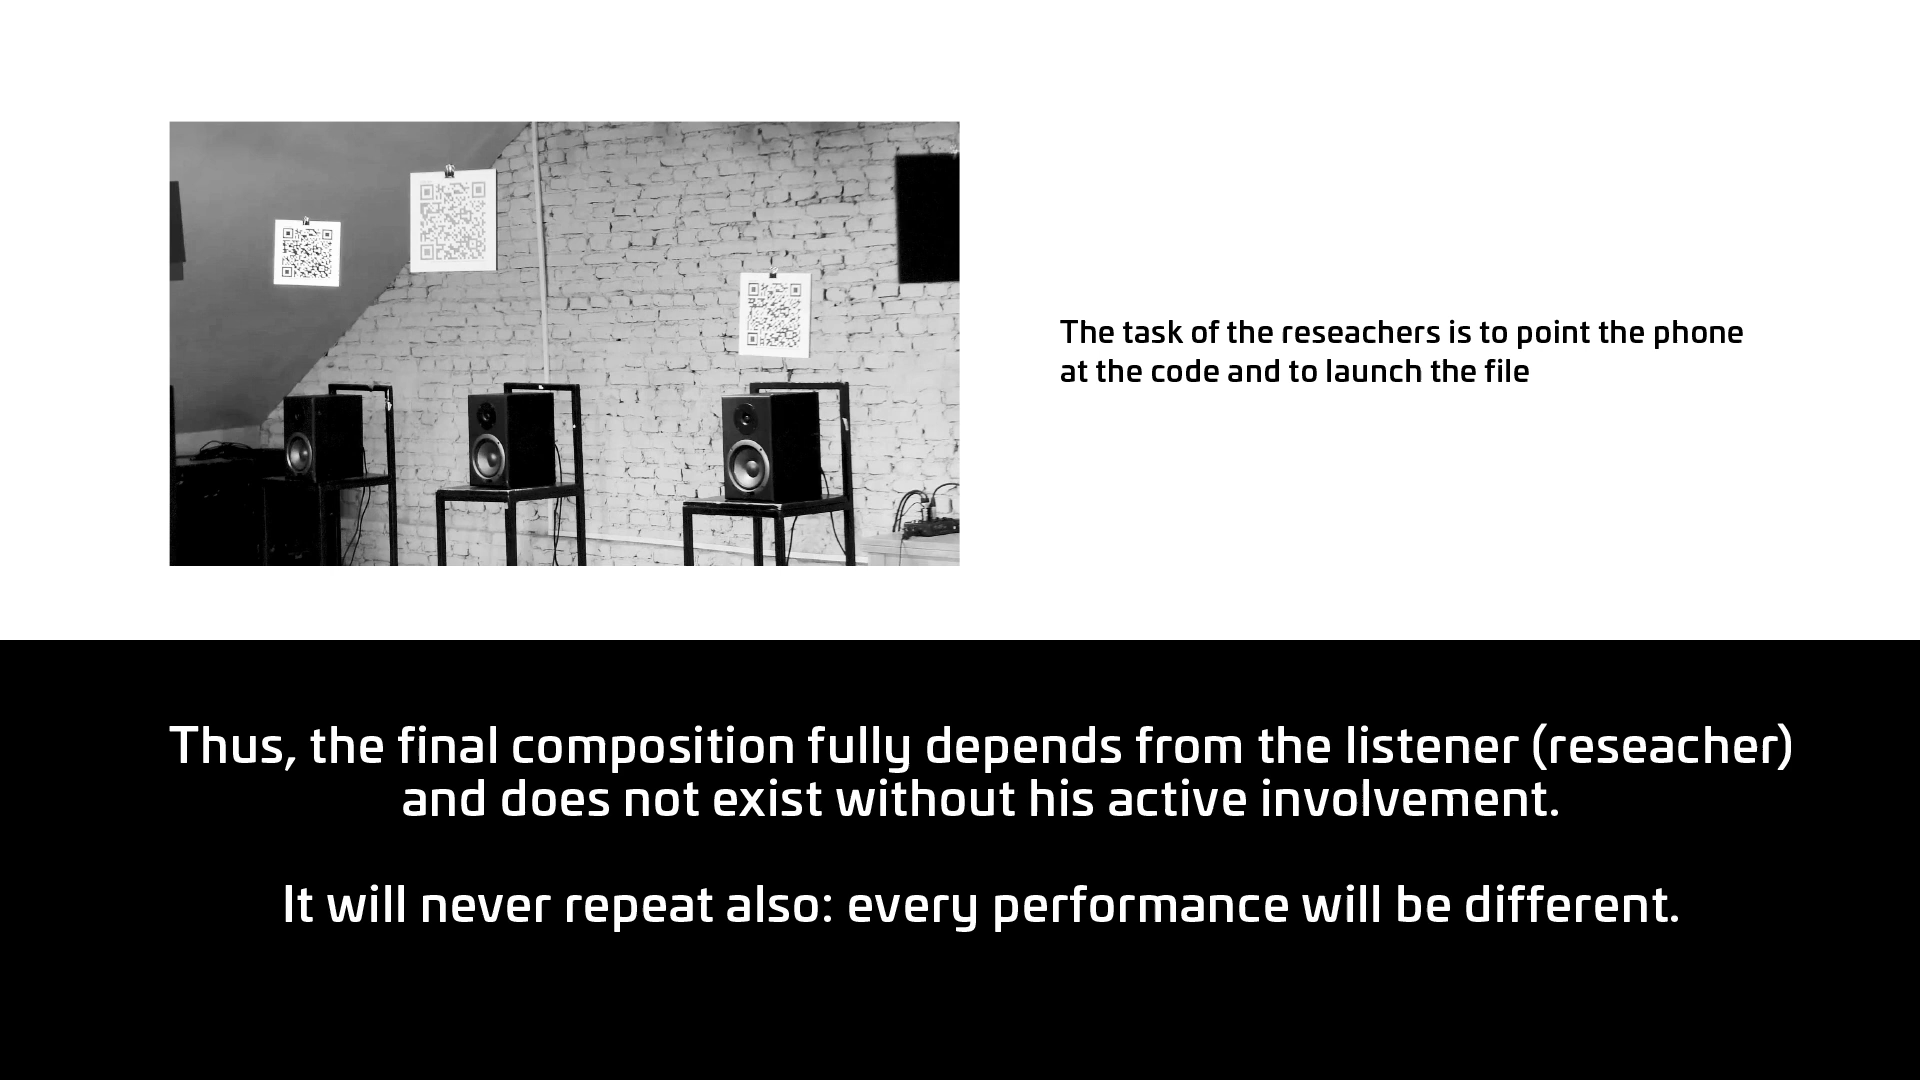 The task of the reseachers is to point the phone
at the code and to launch the file
Thus, the final composition fully depends from the listener (reseacher)
and does not exist without his active involvement.
It will never repeat also: every performance will be different.